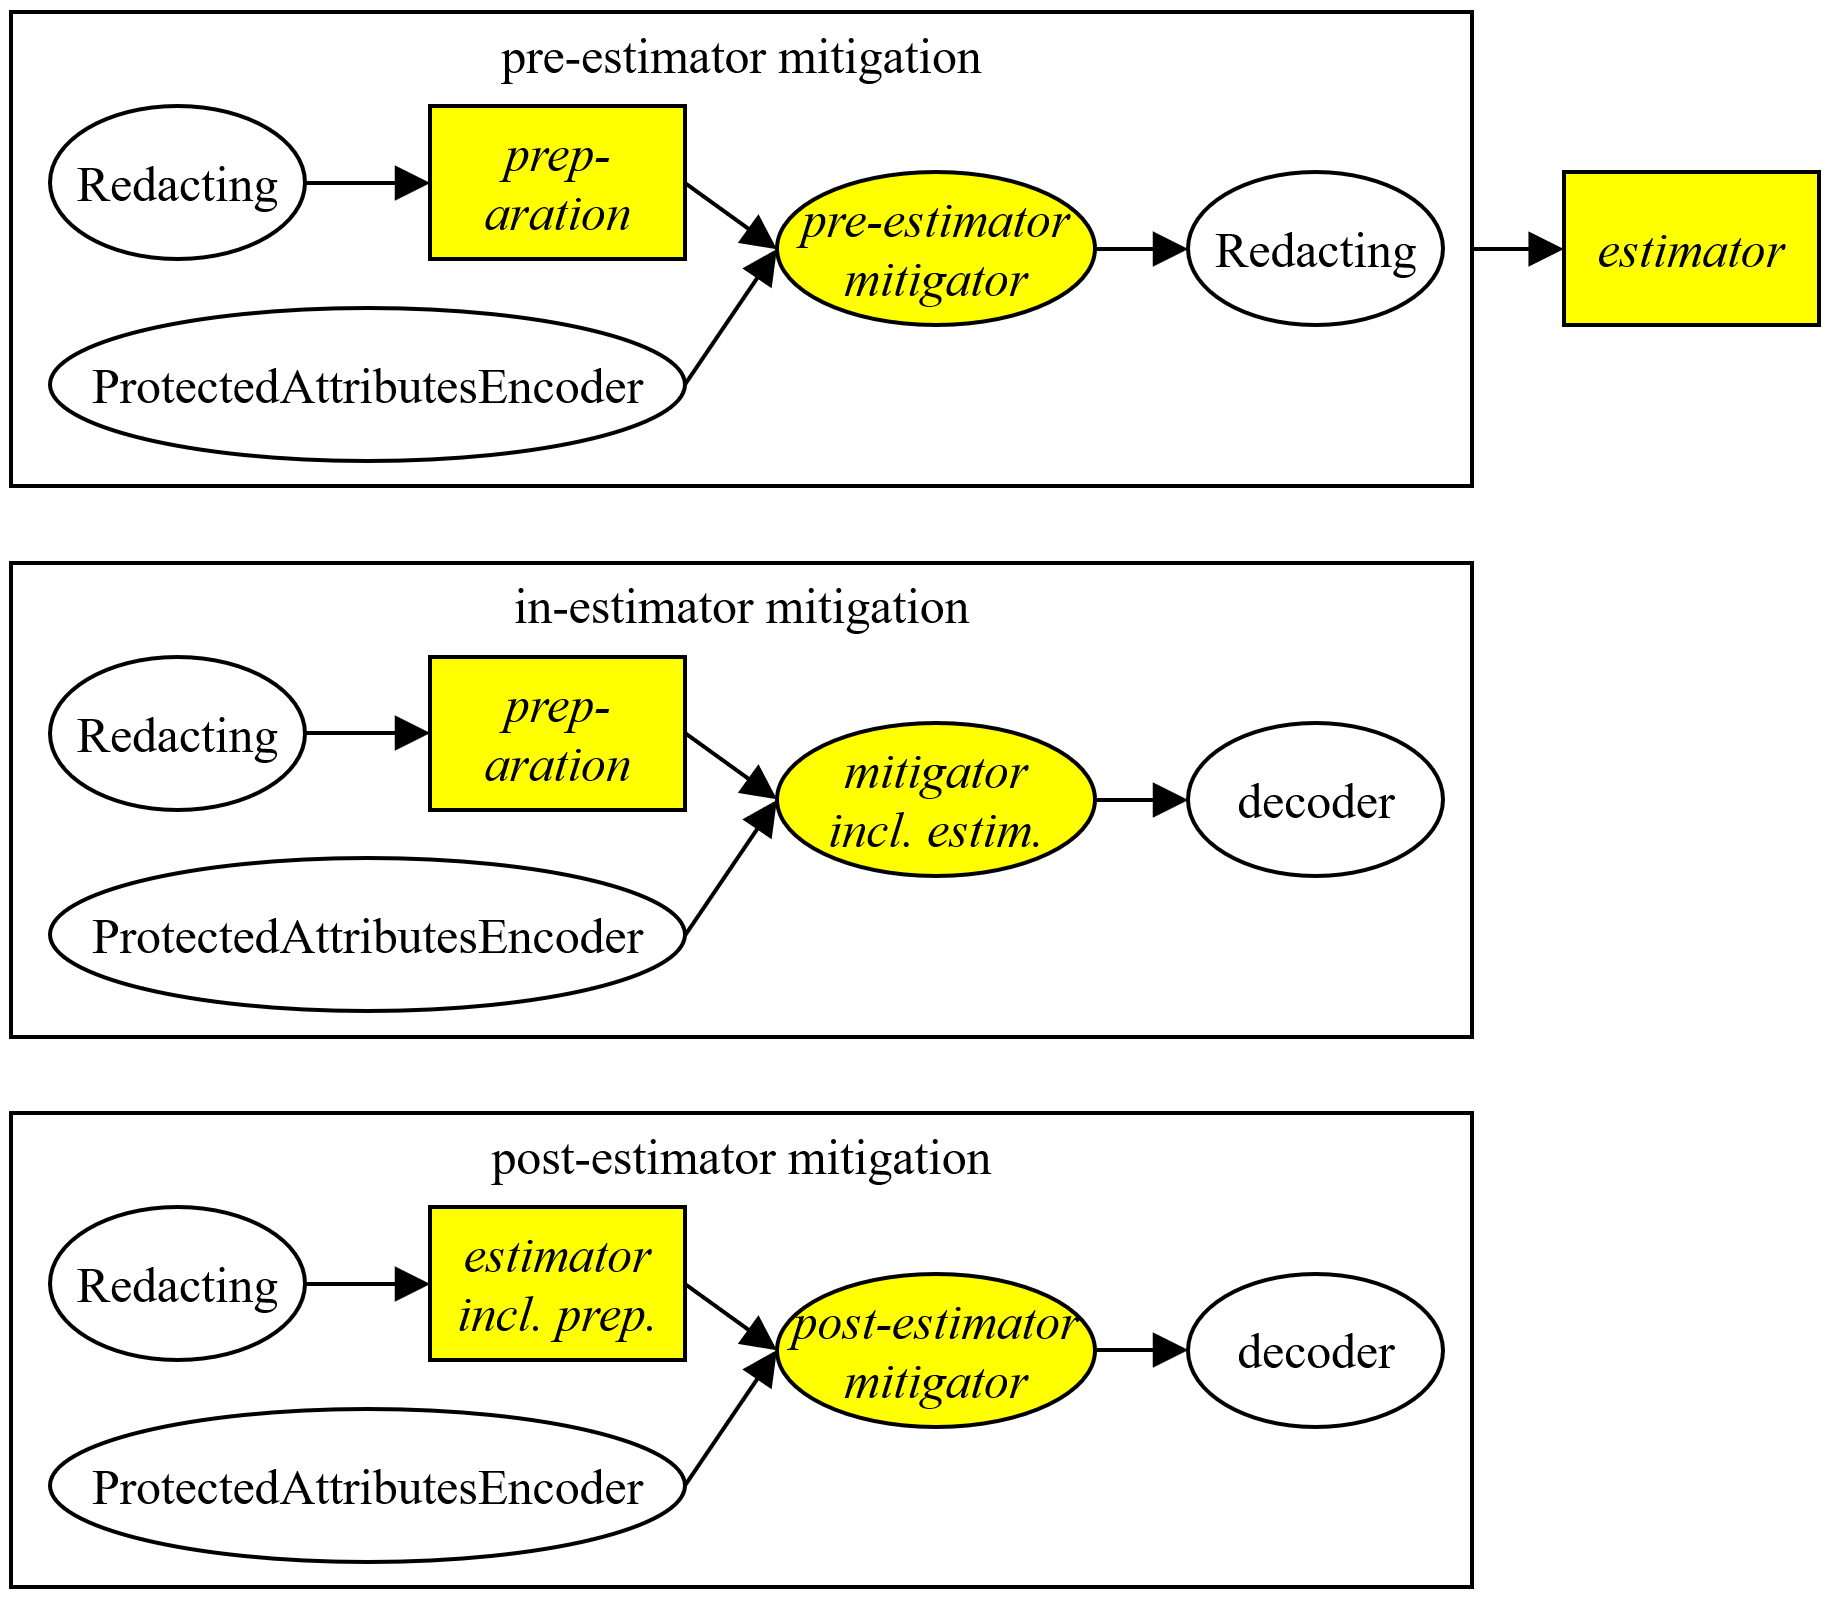 pre-estimator mitigation
Redacting
prep-
aration
ProtectedAttributesEncoder
pre-estimator
mitigator
Redacting
estimator
in-estimator mitigation
Redacting
prep-
aration
ProtectedAttributesEncoder
mitigator
incl. estim.
decoder
post-estimator mitigation
Redacting
estimator
incl. prep.
ProtectedAttributesEncoder
post-estimator
mitigator
decoder